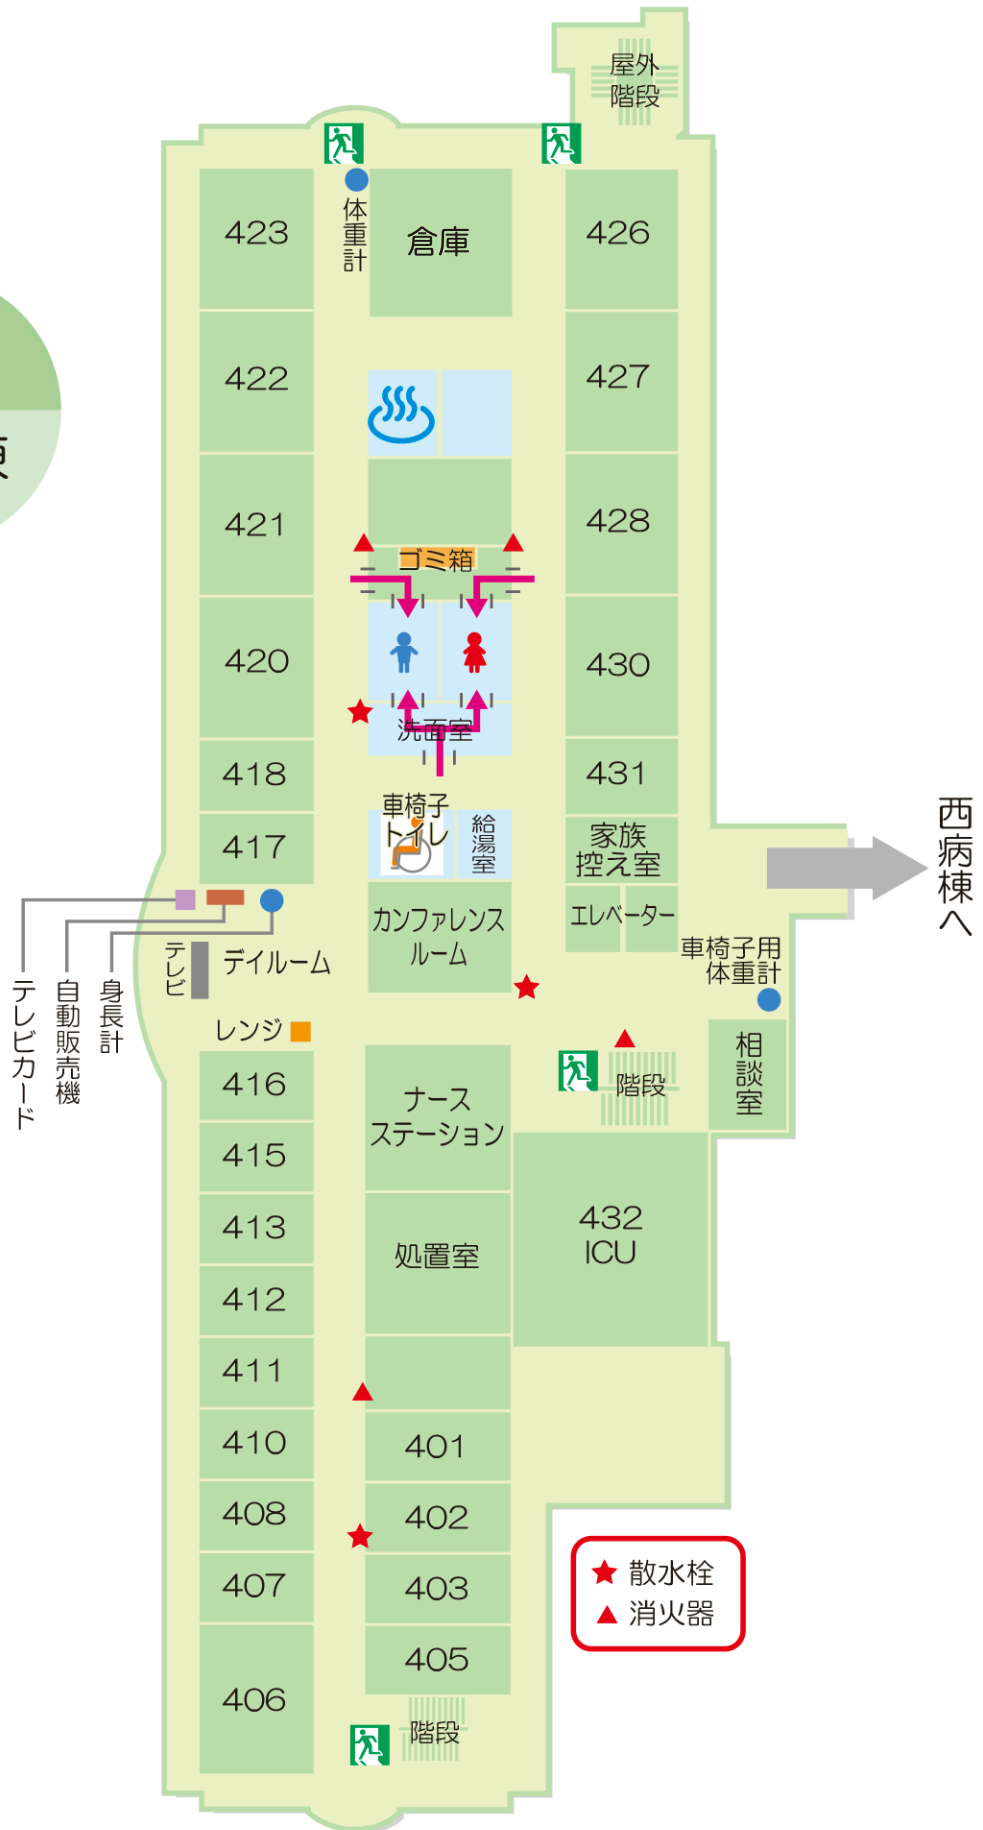 屋外
階段
423
体重計
倉庫
426
422
427
421
428
ゴミ箱
420
430
洗面室
418
431
車椅子
トイレ
給湯室
417
家族
控え室
西病棟へ
カンファレンス
ルーム
エレベーター
テレビ
デイルーム
車椅子用
体重計
テレビカード
自動販売機
身長計
レンジ
416
ナース
ステーション
階段
相談室
415
413
処置室
432
ICU
412
411
410
401
408
402
407
403
散水栓
消火器
405
406
階段